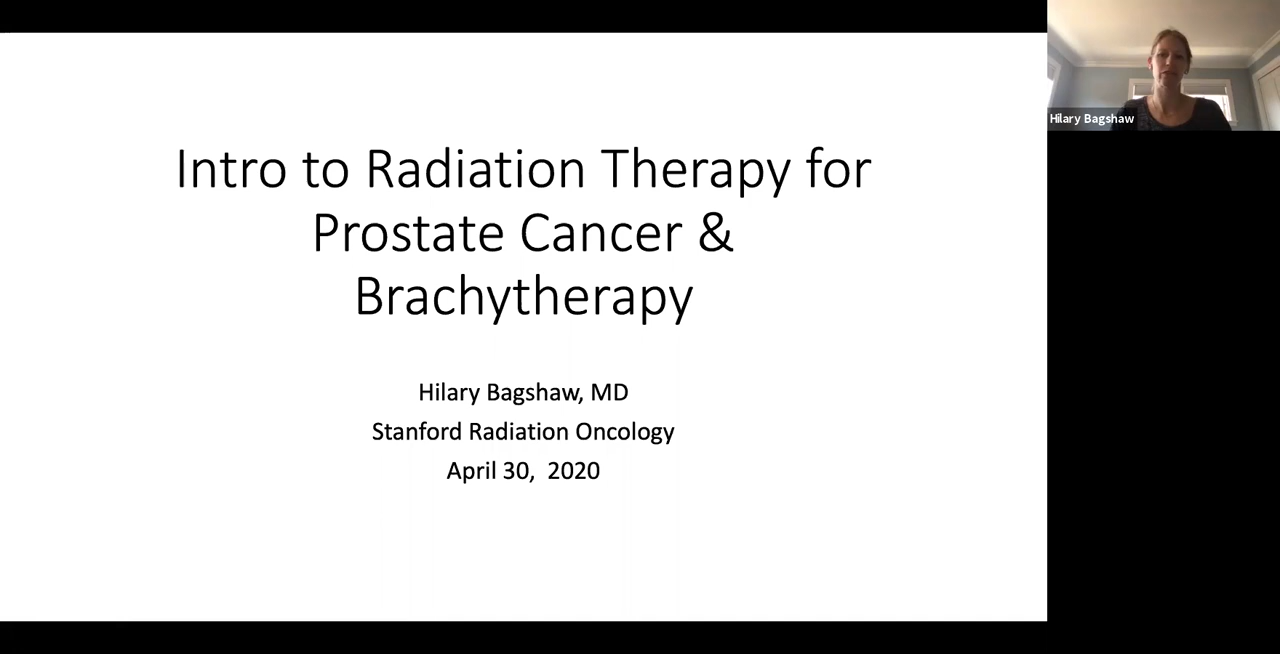 Intro to Radiation Therapy for
Prostate Cancer &
Brachytherapy
Hilary Bagshaw, MD
Stanford Radiation Oncology
April 30,  2020
Hilary Bagshaw